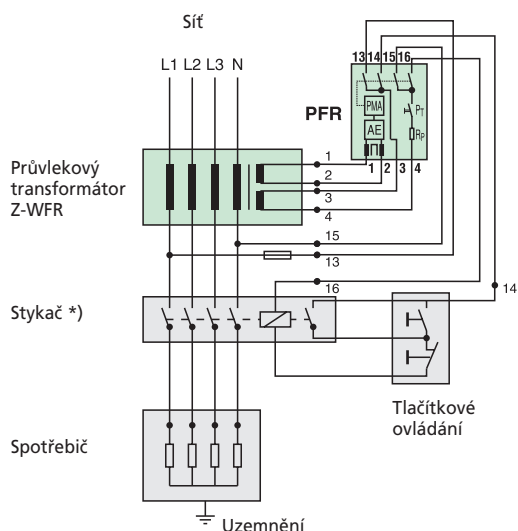 Síť
L1 L2 L3 N
13 14 15 16
PFR
PMA
AE
PT
RP
1 2 3 4
Průvlekový
transformátor
Z-WFR
1
2
3
4
15
13
16
14
Stykač *)
Tlačítkové
ovládání
Spotřebič
Uzemnění